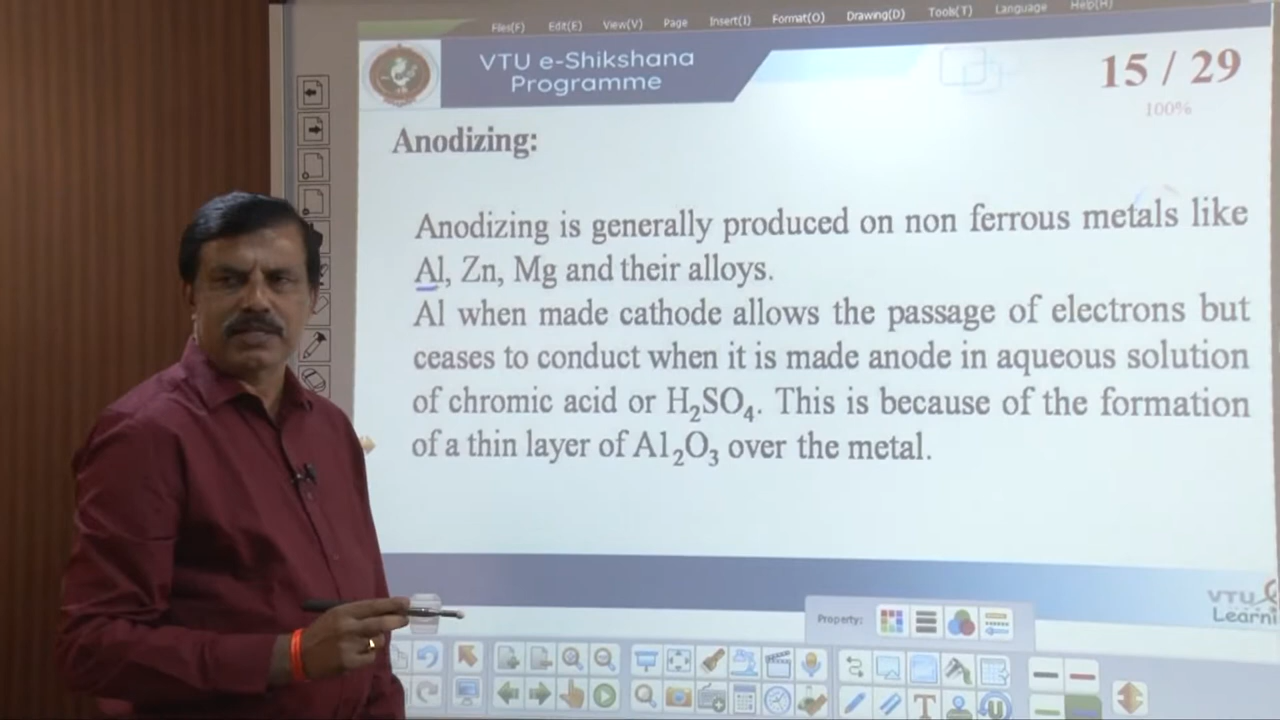 Files(F) Edit(E) View(V) Page Insert(I) Format(O) Drawing(D) Tools(T) Language Help(H)
VTU e-Shikshana
Programme
15 / 29
100%
Anodizing:
Anodizing is generally produced on non ferrous metals like
Al, Zn, Mg and their alloys.
Al when made cathode allows the passage of electrons but
ceases to conduct when it is made anode in aqueous solution
of chromic acid or H₂SO₄. This is because of the formation
of a thin layer of Al₂O₃ over the metal.
VTU
Learni
Property: